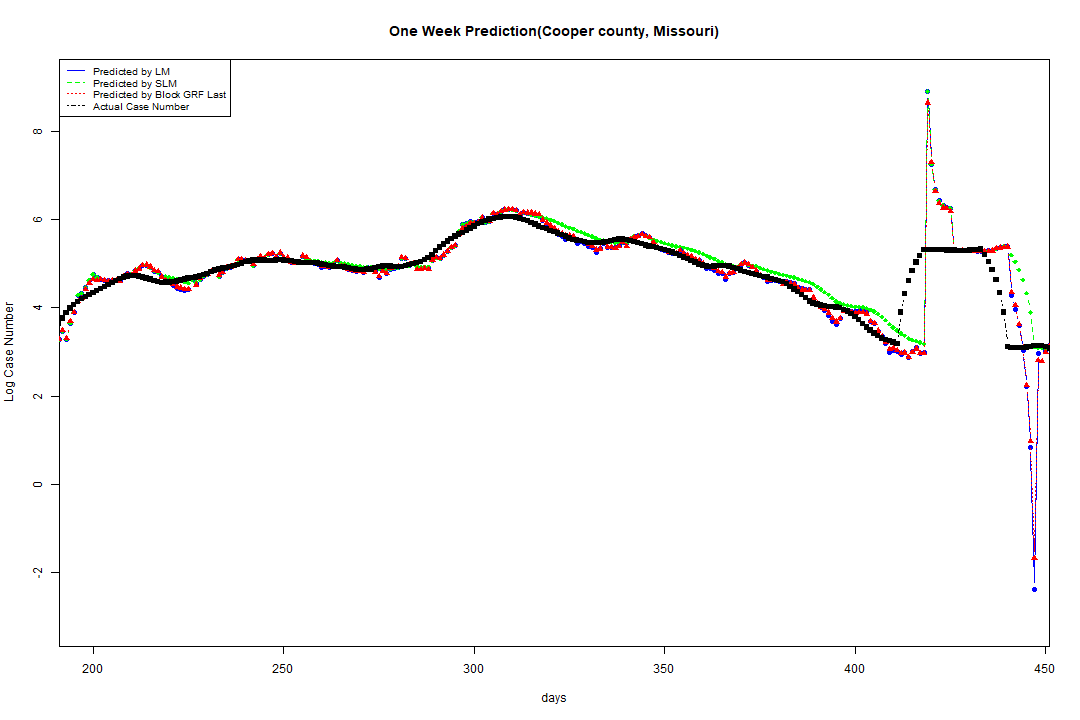 One Week Prediction(Cooper county, Missouri)
Predicted by LM
Predicted by SLM
Predicted by Block GRF Last
Actual Case Number
8
6
4
2
0
-2
Log Case Number
200 250 300 350 400 450
days